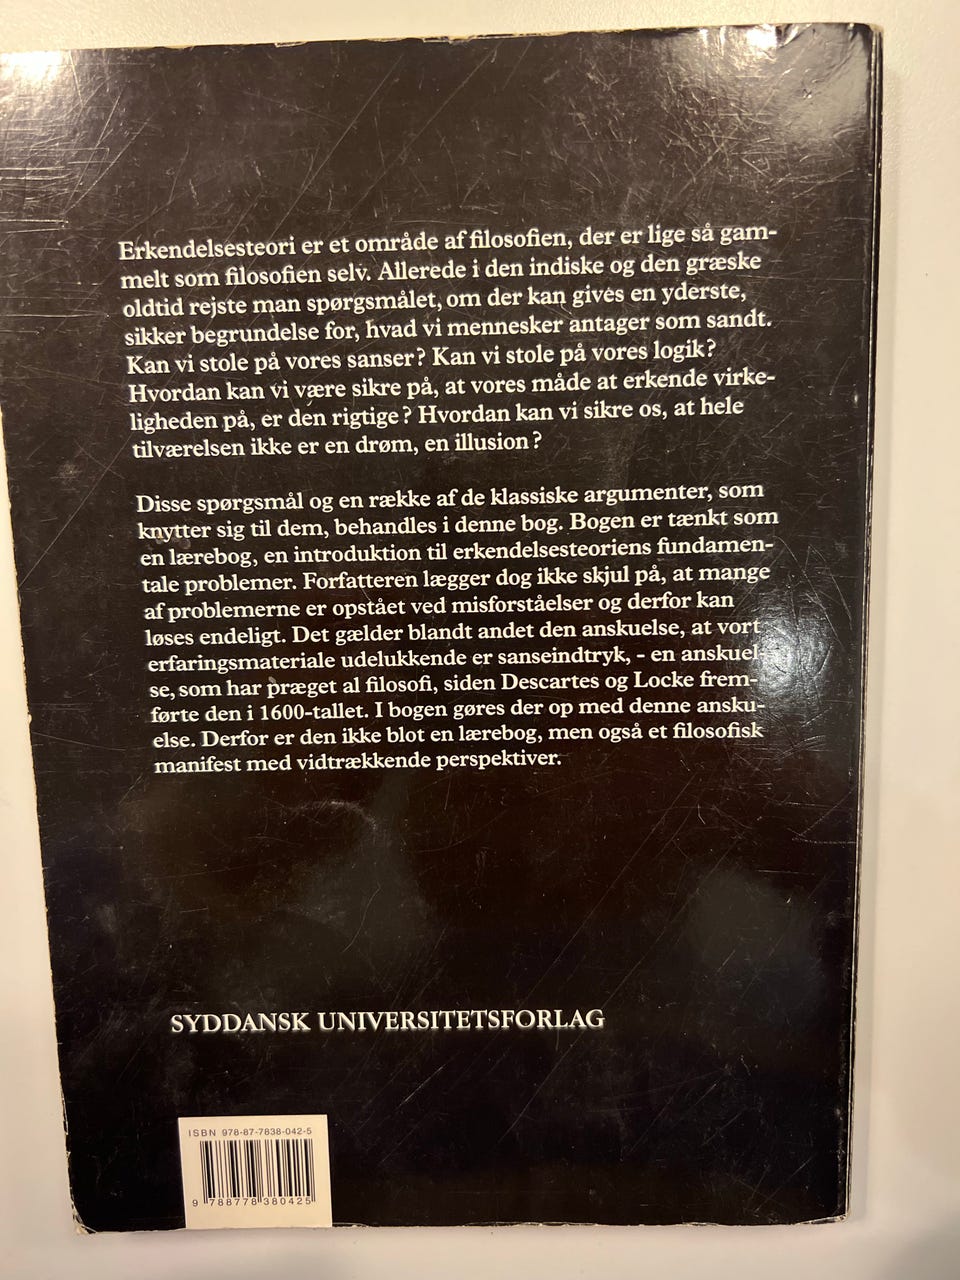 Erkendelsesteori er et område af filosofien, der er lige så gam-
melt som filosofien selv. Allerede i den indiske og den græske
oldtid rejste man spørgsmålet, om der kan gives en yderste,
sikker begrundelse for, hvad vi mennesker antager som sandt.
Kan vi stole på vores sanser? Kan vi stole på vores logik?
Hvordan kan vi være sikre på, at vores måde at erkende virke-
ligheden på, er den rigtige? Hvordan kan vi sikre os, at hele
tilværelsen ikke er en drøm, en illusion?
Disse spørgsmål og en række af de klassiske argumenter, som
knytter sig til dem, behandles i denne bog. Bogen er tænkt som
en lærebog, en introduktion til erkendelsesteoriens fundamen-
tale problemer. Forfatteren lægger dog ikke skjul på, at mange
af problemerne er opstået ved misforståelser og derfor kan
løses endeligt. Det gælder blandt andet den anskuelse, at vort
erfaringsmateriale udelukkende er sanseindtryk, - en anskuel-
se, som har præget al filosofi, siden Descartes og Locke frem-
førte den i 1600-tallet. I bogen gøres der op med denne ansku-
else. Derfor er den ikke blot en lærebog, men også et filosofisk
manifest med vidtrækkende perspektiver.
SYDDANSK UNIVERSITETSFORLAG
ISBN 978-87-7838-042-5
9 788778 380425